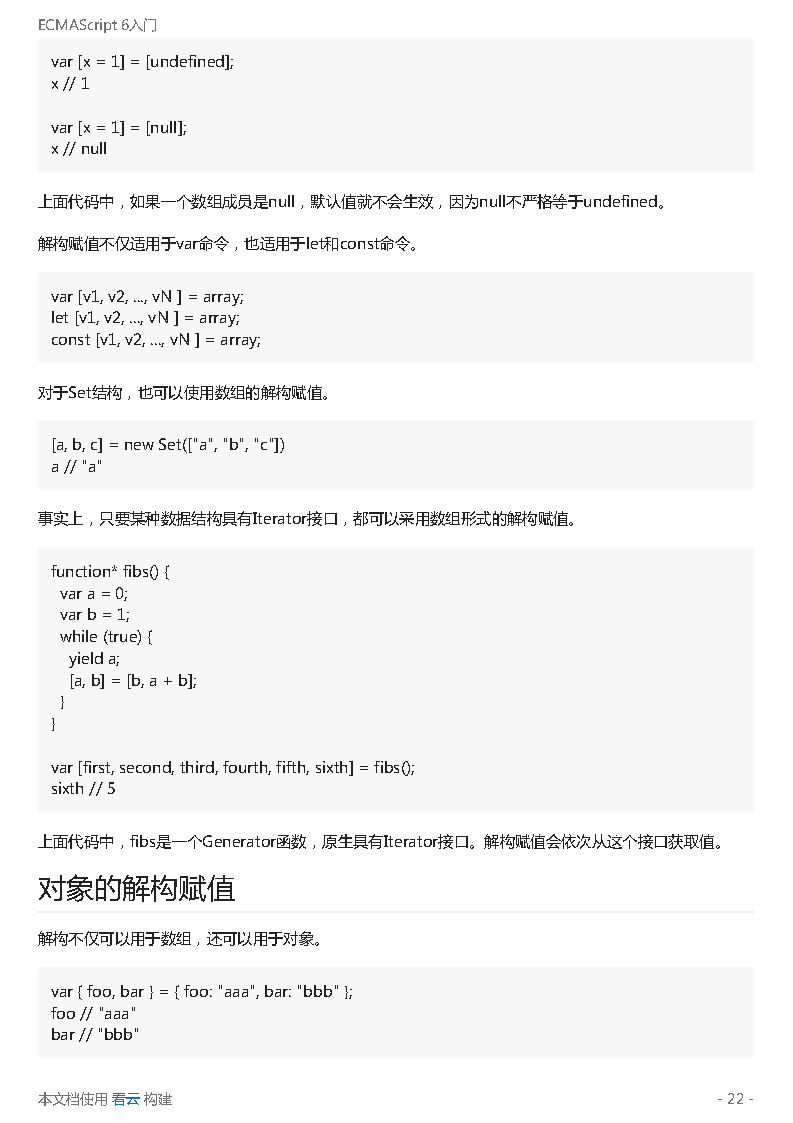 ECMAScript 6入门
var [x = 1] = [undefined];
x // 1
var [x = 1] = [null];
x // null
上面代码中，如果一个数组成员是null，默认值就不会生效，因为null不严格等于undefined。
解构赋值不仅适用于var命令，也适用于let和const命令。
var [v1, v2, ..., vN ] = array;
let [v1, v2, ..., vN ] = array;
const [v1, v2, ..., vN ] = array;
对于Set结构，也可以使用数组的解构赋值。
[a, b, c] = new Set(["a", "b", "c"])
a // "a"
事实上，只要某种数据结构具有Iterator接口，都可以采用数组形式的解构赋值。
function* fibs() {
  var a = 0;
  var b = 1;
  while (true) {
    yield a;
    [a, b] = [b, a + b];
  }
}
var [first, second, third, fourth, fifth, sixth] = fibs();
sixth // 5
上面代码中，fibs是一个Generator函数，原生具有Iterator接口。解构赋值会依次从这个接口获取值。
对象的解构赋值
解构不仅可以用于数组，还可以用于对象。
var { foo, bar } = { foo: "aaa", bar: "bbb" };
foo // "aaa"
bar // "bbb"
本文档使用 看云 构建
- 22 -